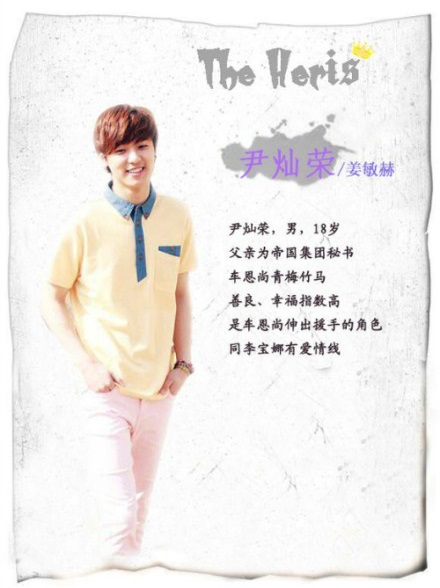 The Heris
尹灿荣/姜敏赫
尹灿荣，男，18岁
父亲为帝国集团秘书
车恩尚青梅竹马
善良、幸福指数高
是车恩尚伸出援手的角色
同李宝娜有爱情线